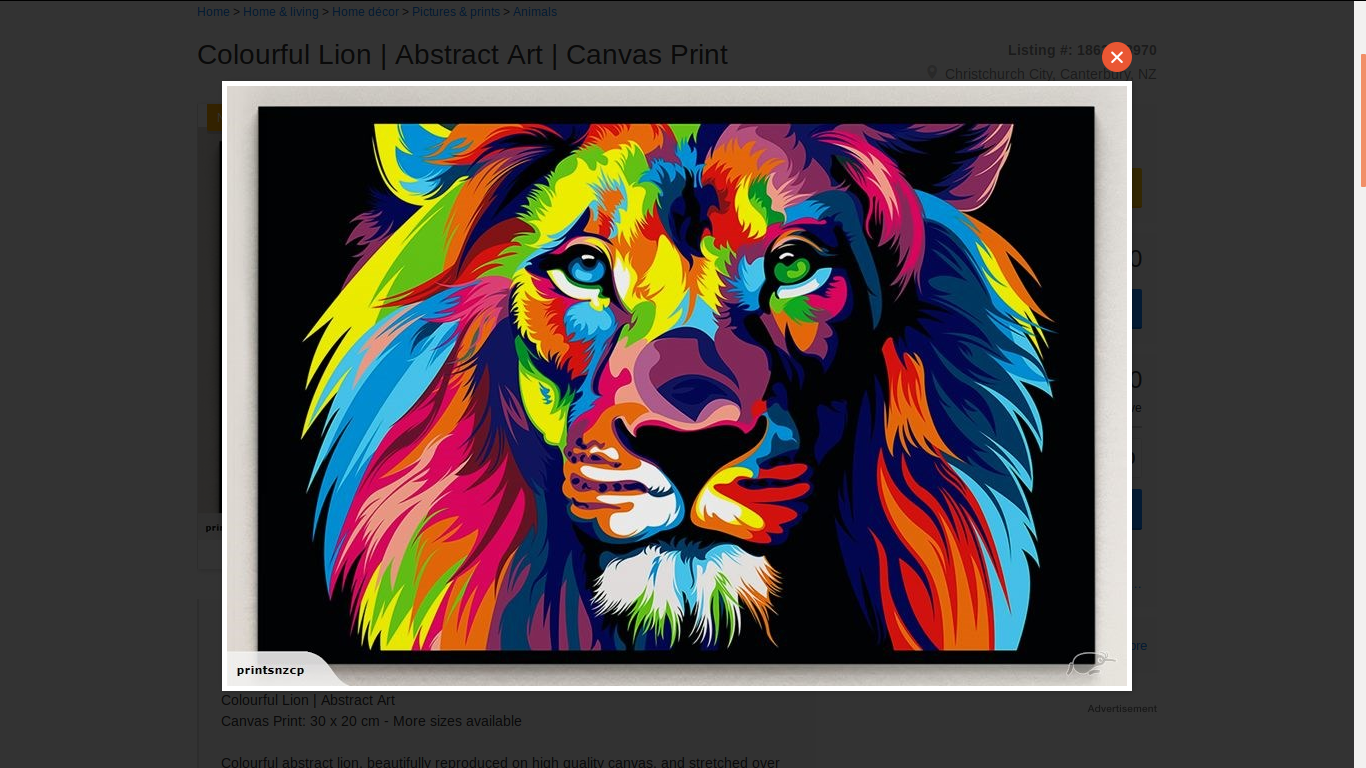 Home > Home & living > Home décor > Pictures & prints > Animals
Colourful Lion | Abstract Art | Canvas Print
Listing #: 186 970
Christchurch City, Canterbury, NZ
printsnzcp
Colourful Lion | Abstract Art
Canvas Print: 30 x 20 cm - More sizes available
Advertisement
Colourful abstract lion, beautifully reproduced on high quality canvas, and stretched over